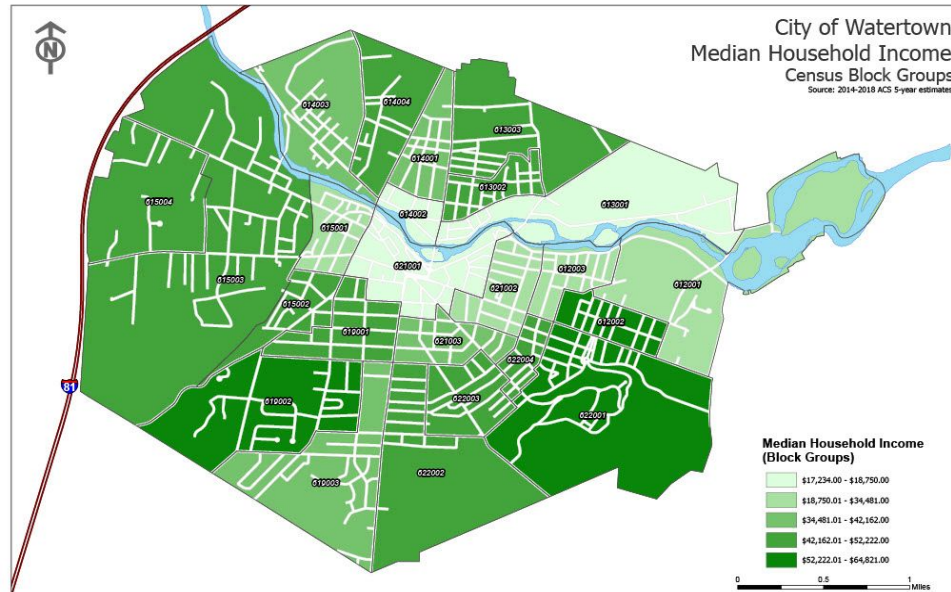 City of Watertown
Median Household Income
Census Block Groups
Source: 2014-2018 ACS 5-year estimates
N
614003
614004
613003
614001
613002
615004
614002
613001
615001
621001
612003
612001
615003
621002
615002
612002
619001
621003
622004
81
619002
622003
622001
619003
622002
Median Household Income
(Block Groups)
$17,234.00 - $18,750.00
$18,750.01 - $34,481.00
$34,481.01 - $42,162.00
$42,162.01 - $52,222.00
$52,222.01 - $64,821.00
0 0.5 1
Miles